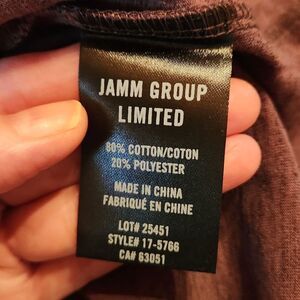 JAMM GROUP
LIMITED
80% COTTON/COTON
20% POLYESTER
MADE IN CHINA
FABRIQUÉ EN CHINE
LOT# 25451
STYLE# 17-5766
CA# 63051